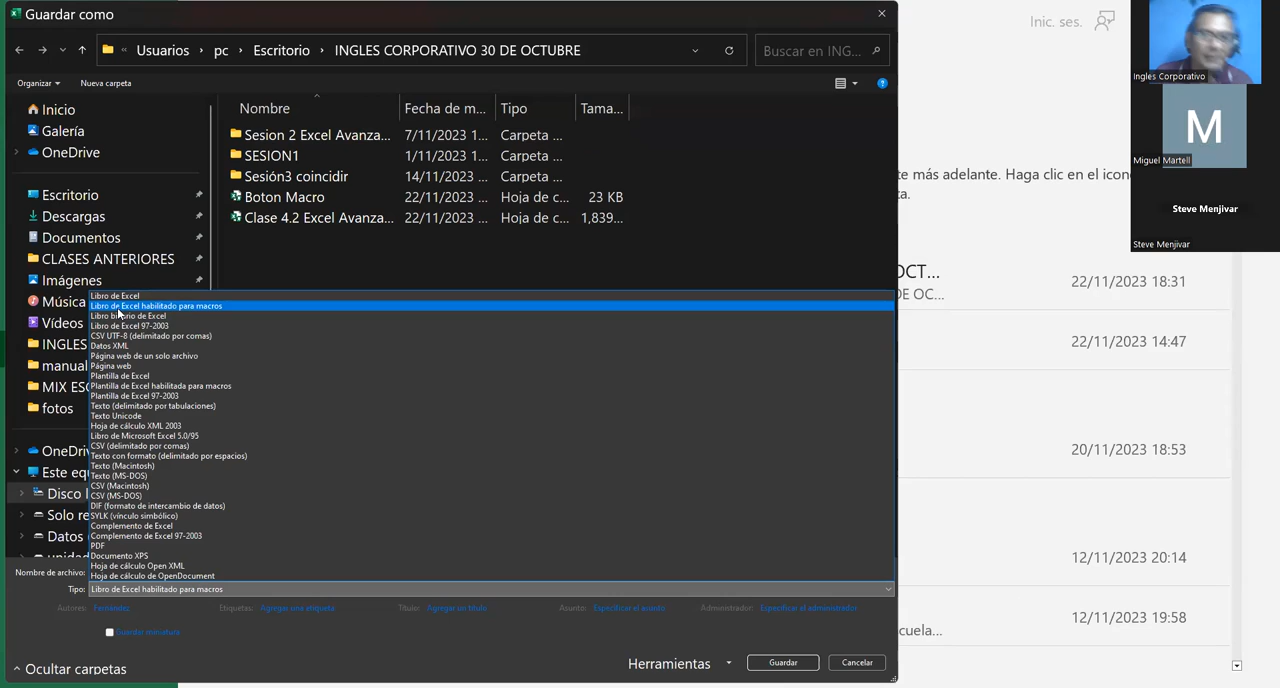 Guardar como
Usuarios › pc › Escritorio › INGLES CORPORATIVO 30 DE OCTUBRE
Buscar en ING...
Organizar
Nueva carpeta
Inicio
Galería
OneDrive
Escritorio
Descargas
Documentos
CLASES ANTERIORES
Imágenes
Música
Vídeos
INGLES
manual
MIX ESC
fotos
Nombre Fecha de m... Tipo Tama...
Sesion 2 Excel Avanza... 7/11/2023 1... Carpeta ...
SESION1 1/11/2023 1... Carpeta ...
Sesión3 coincidir 14/11/2023 ... Carpeta ...
Boton Macro 22/11/2023 ... Hoja de c... 23 KB
Clase 4.2 Excel Avanza... 22/11/2023 ... Hoja de c... 1,839...
Libro de Excel
Libro de Excel habilitado para macros
Libro binario de Excel
Libro de Excel 97-2003
CSV UTF-8 (delimitado por comas)
Datos XML
Página web de un solo archivo
Página web
Plantilla de Excel
Plantilla de Excel habilitada para macros
Plantilla de Excel 97-2003
Texto (delimitado por tabulaciones)
Texto Unicode
Hoja de cálculo XML 2003
Libro de Microsoft Excel 5.0/95
CSV (delimitado por comas)
Texto con formato (delimitado por espacios)
Texto (Macintosh)
Texto (MS-DOS)
CSV (Macintosh)
CSV (MS-DOS)
DIF (formato de intercambio de datos)
SYLK (vínculo simbólico)
Complemento de Excel
Complemento de Excel 97-2003
PDF
Documento XPS
Hoja de cálculo Open XML
Hoja de cálculo de OpenDocument
OneDri
Este eq
Disco l
Solo re
Datos
Nombre de archivo:
Tipo: Libro de Excel habilitado para macros
Autores: Fernandez
Etiquetas: Agregar una etiqueta
Título: Agregar un título
Asunto: Especificar el asunto
Administrador: Especificar el administrador
Guardar miniatura
Ocultar carpetas
Herramientas
Guardar
Cancelar
Inic. ses.
te más adelante. Haga clic en el icono
ta.
OCT...
DE OC...
22/11/2023 18:31
22/11/2023 14:47
20/11/2023 18:53
12/11/2023 20:14
12/11/2023 19:58
cuela...
Ingles Corporativo
M
Miguel Martell
Steve Menjivar
Steve Menjivar